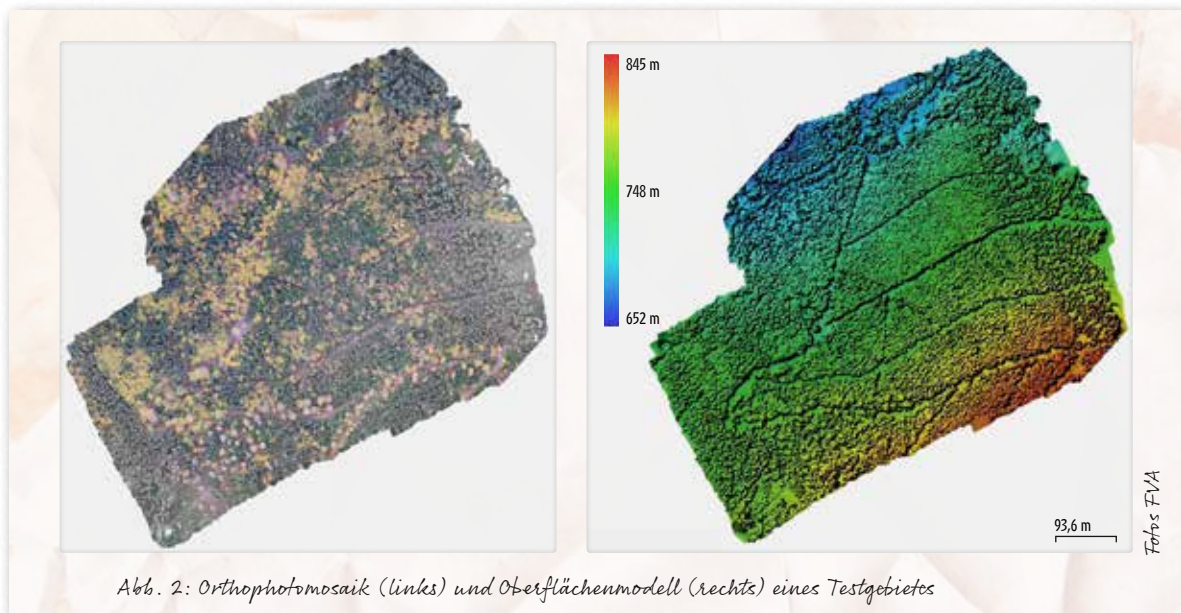 845 m
748 m
652 m
93,6 m
Fotos FVA
Abb. 2: Orthophotomosaik (links) und Oberflächenmodell (rechts) eines Testgebietes